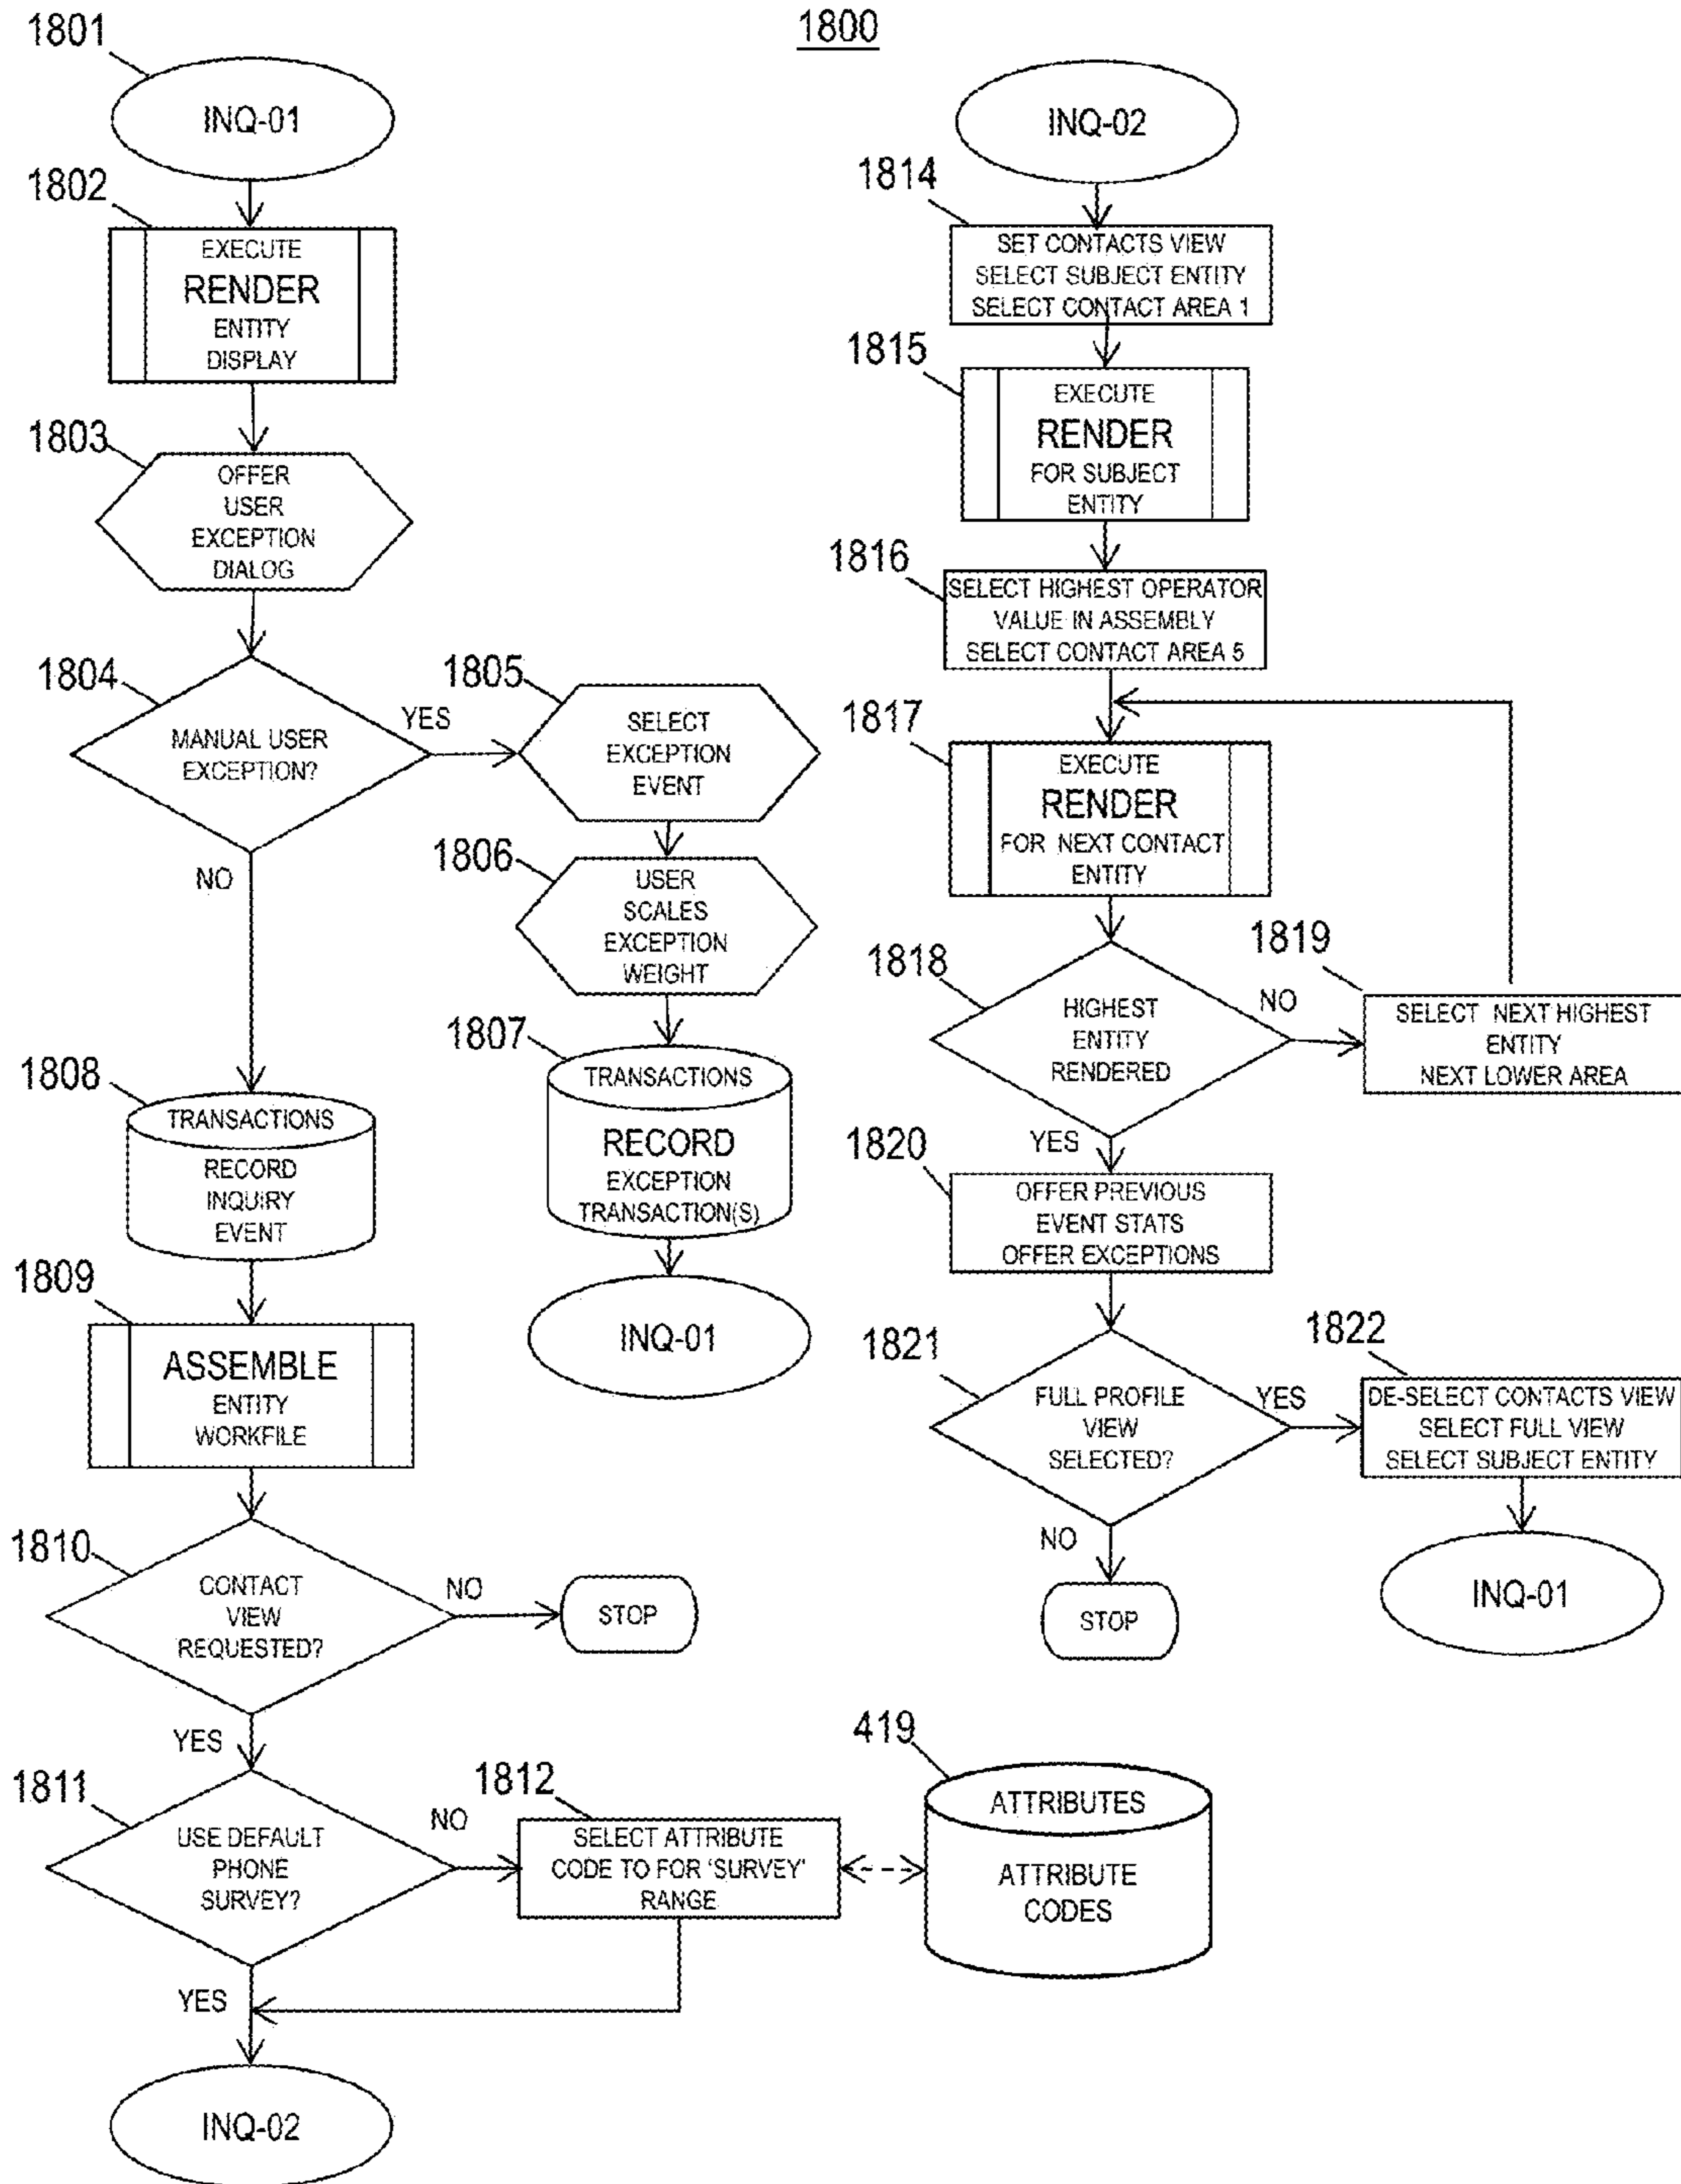 1800
1801
INQ-01
1802
EXECUTE
RENDER
ENTITY
DISPLAY
1803
OFFER
USER
EXCEPTION
DIALOG
1804
MANUAL USER
EXCEPTION?
YES
NO
1805
SELECT
EXCEPTION
EVENT
1806
USER
SCALES
EXCEPTION
WEIGHT
1807
TRANSACTIONS
RECORD
EXCEPTION
TRANSACTION(S)
INQ-01
1808
TRANSACTIONS
RECORD
INQUIRY
EVENT
1809
ASSEMBLE
ENTITY
WORKFILE
1810
CONTACT
VIEW
REQUESTED?
NO
STOP
YES
1811
USE DEFAULT
PHONE
SURVEY?
NO
1812
SELECT ATTRIBUTE
CODE TO FOR 'SURVEY'
RANGE
419
ATTRIBUTES
ATTRIBUTE
CODES
YES
INQ-02
INQ-02
1814
SET CONTACTS VIEW
SELECT SUBJECT ENTITY
SELECT CONTACT AREA 1
1815
EXECUTE
RENDER
FOR SUBJECT
ENTITY
1816
SELECT HIGHEST OPERATOR
VALUE IN ASSEMBLY
SELECT CONTACT AREA 5
1817
EXECUTE
RENDER
FOR NEXT CONTACT
ENTITY
1818
HIGHEST
ENTITY
RENDERED
NO
1819
SELECT NEXT HIGHEST
ENTITY
NEXT LOWER AREA
YES
1820
OFFER PREVIOUS
EVENT STATS
OFFER EXCEPTIONS
1821
FULL PROFILE
VIEW
SELECTED?
YES
1822
DE-SELECT CONTACTS VIEW
SELECT FULL VIEW
SELECT SUBJECT ENTITY
INQ-01
NO
STOP